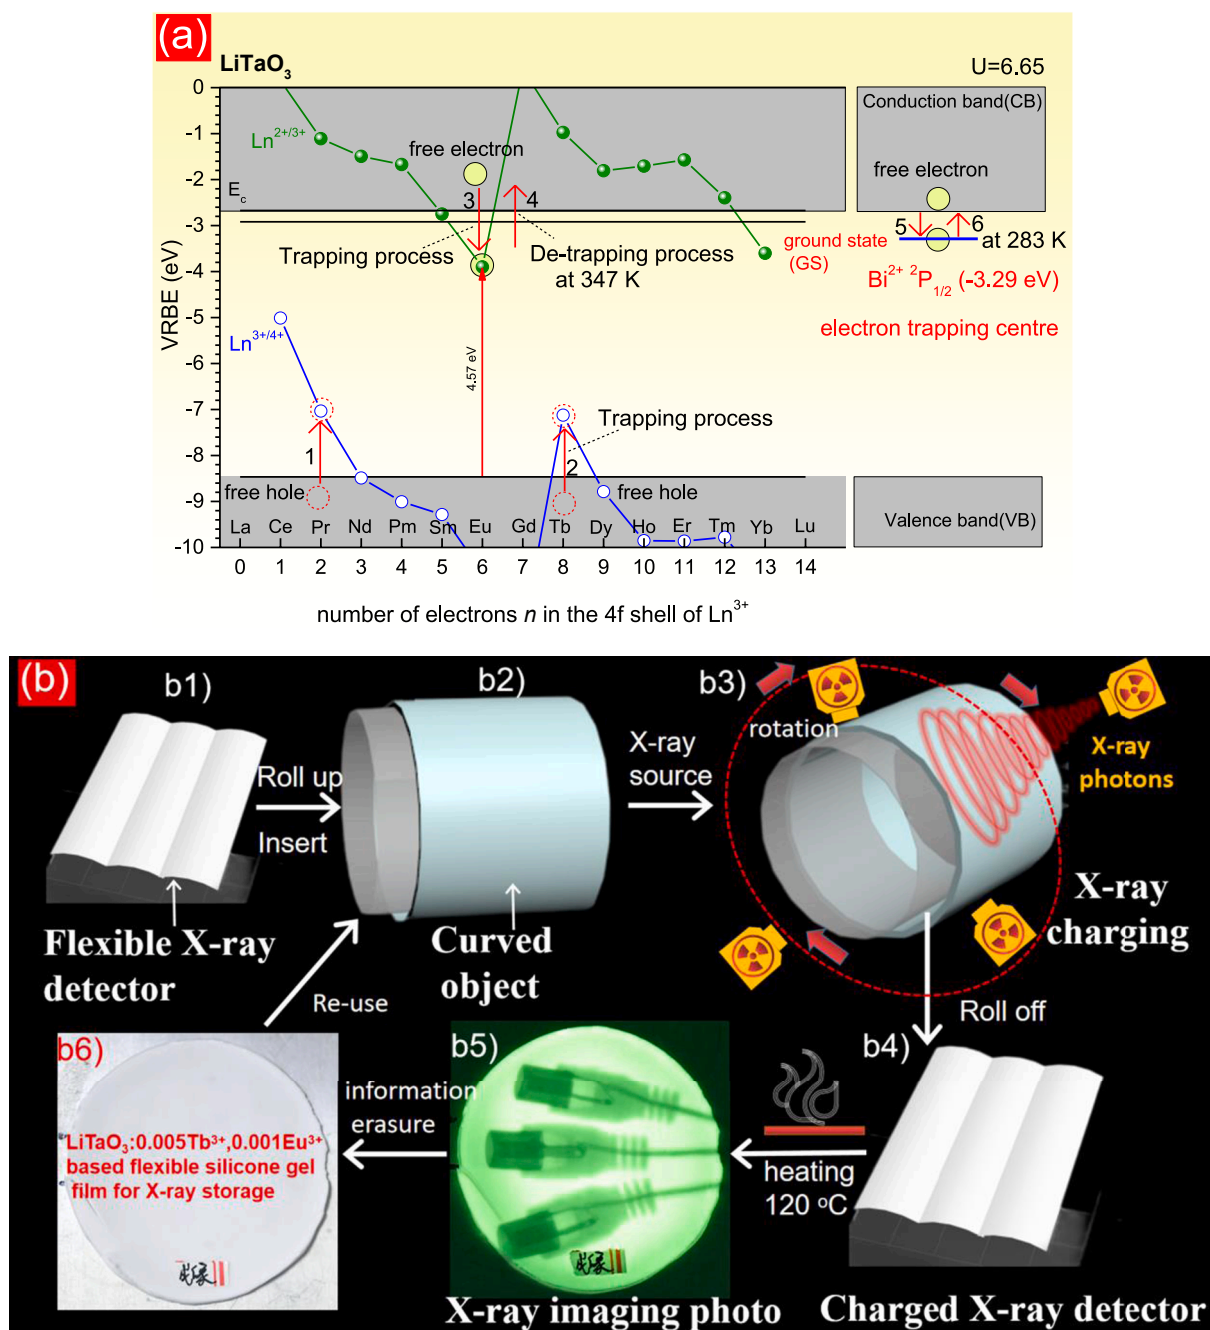 (a)
LiTaO3
U=6.65
0
-1
-2
-3
-4
-5
-6
-7
-8
-9
-10
VRBE (eV)
Conduction band(CB)
Ln2+/3+
free electron
free electron
Ec
3
4
5
6
Trapping process
De-trapping process
at 347 K
ground state
(GS)
at 283 K
Bi2+ 2P1/2 (-3.29 eV)
electron trapping centre
Ln3+/4+
4.57 eV
Trapping process
1
2
free hole
free hole
Valence band(VB)
La Ce Pr Nd Pm Sm Eu Gd Tb Dy Ho Er Tm Yb Lu
0 1 2 3 4 5 6 7 8 9 10 11 12 13 14
number of electrons n in the 4f shell of Ln3+
(b)
b1)
b2)
b3)
Roll up
Insert
X-ray
source
rotation
X-ray
photons
Flexible X-ray
detector
Curved
object
X-ray
charging
Re-use
Roll off
b4)
b5)
b6)
information
erasure
heating
120 oC
LiTaO3:0.005Tb3+,0.001Eu3+
based flexible silicone gel
film for X-ray storage
X-ray imaging photo
Charged X-ray detector